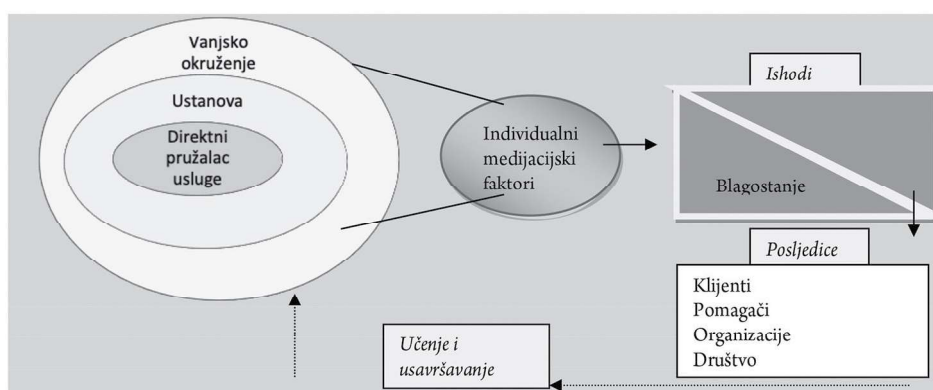 Vanjsko
okruženje
Ustanova
Direktni
pružalac
usluge
Individualni
medijacijski
faktori
Ishodi
Blagostanje
Posljedice
Klijenti
Pomagači
Organizacije
Društvo
Učenje i
usavršavanje